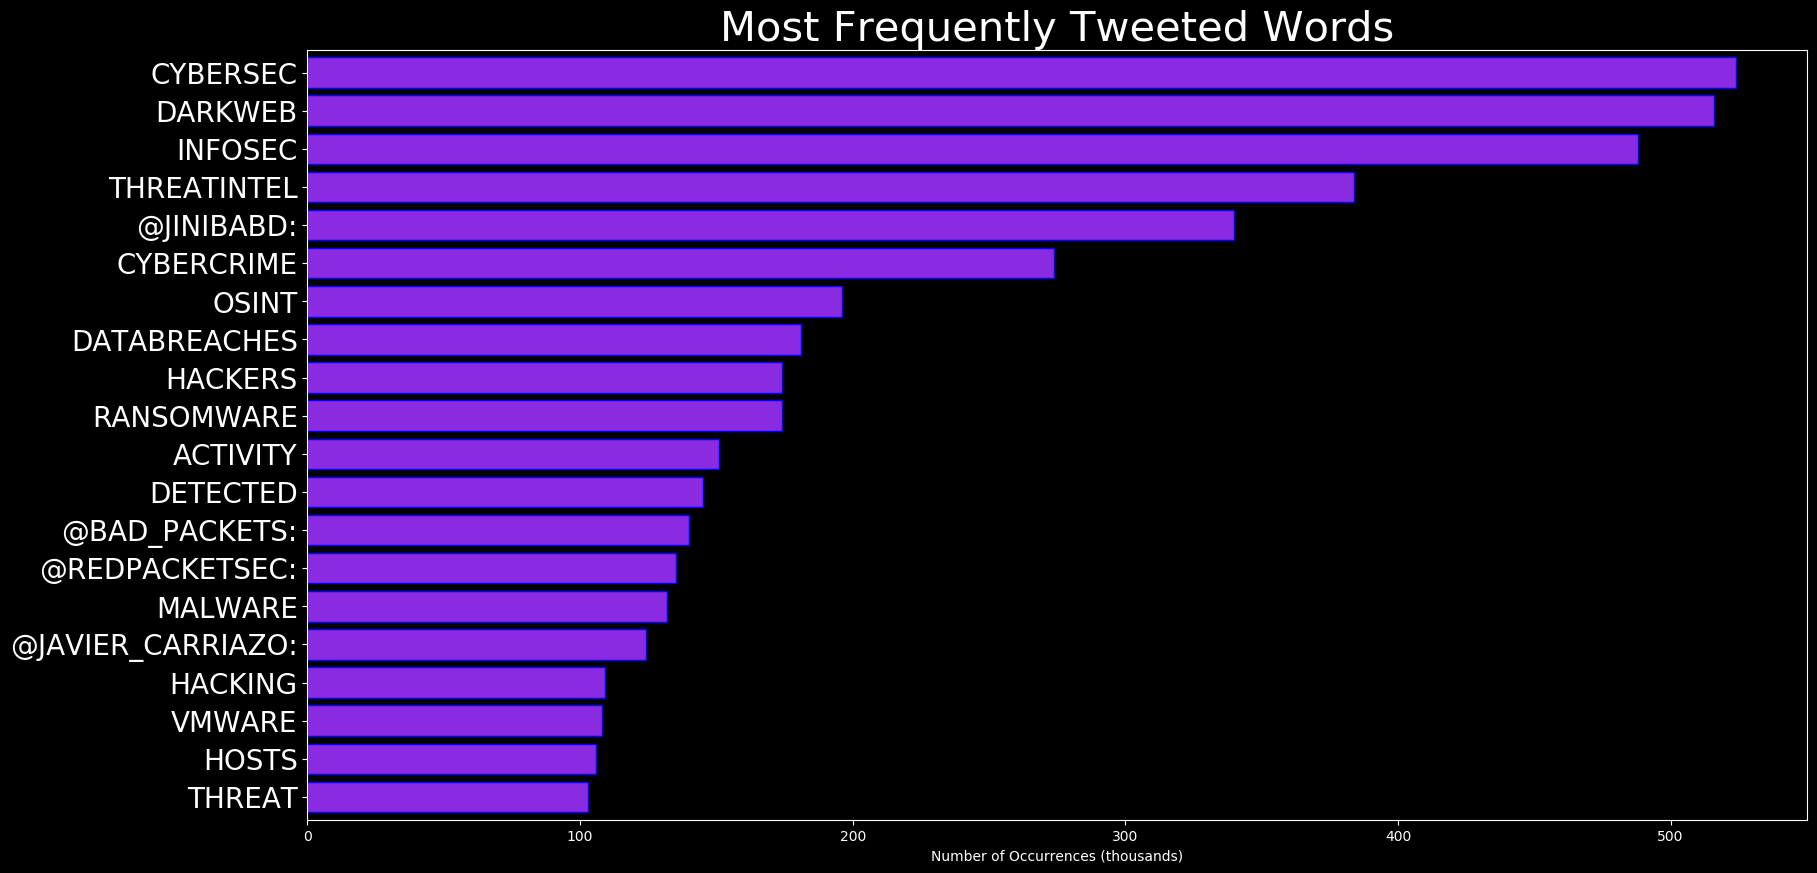 Most Frequently Tweeted Words
CYBERSEC
DARKWEB
INFOSEC
THREATINTEL
@JINIBABD:
CYBERCRIME
OSINT
DATABREACHES
HACKERS
RANSOMWARE
ACTIVITY
DETECTED
@BAD_PACKETS:
@REDPACKETSEC:
MALWARE
@JAVIER_CARRIAZO:
HACKING
VMWARE
HOSTS
THREAT
0 100 200 300 400 500
Number of Occurrences (thousands)